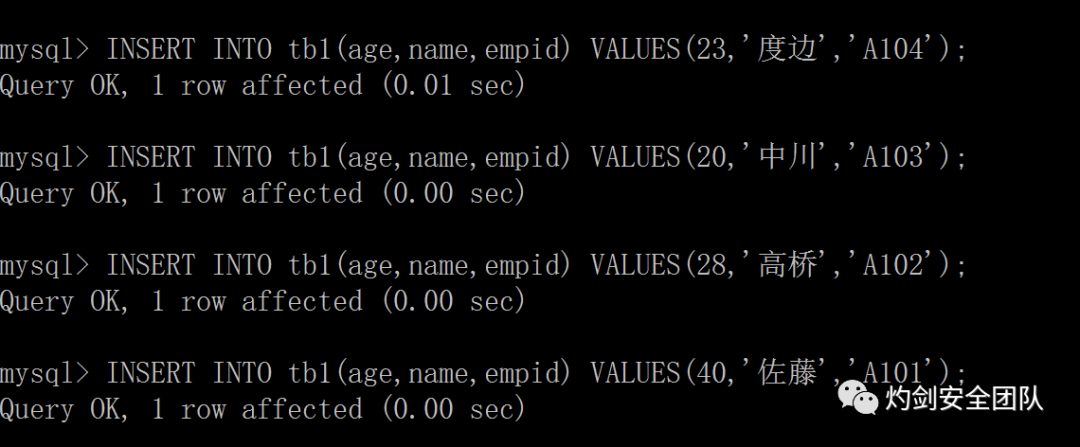 mysql> INSERT INTO tb1(age,name,empid) VALUES(23,'度边','A104');
Query OK, 1 row affected (0.01 sec)
mysql> INSERT INTO tb1(age,name,empid) VALUES(20,'中川','A103');
Query OK, 1 row affected (0.00 sec)
mysql> INSERT INTO tb1(age,name,empid) VALUES(28,'高桥','A102');
Query OK, 1 row affected (0.00 sec)
mysql> INSERT INTO tb1(age,name,empid) VALUES(40,'佐藤','A101');
Query OK, 1 row affected (0.00 sec)
灼剑安全团队